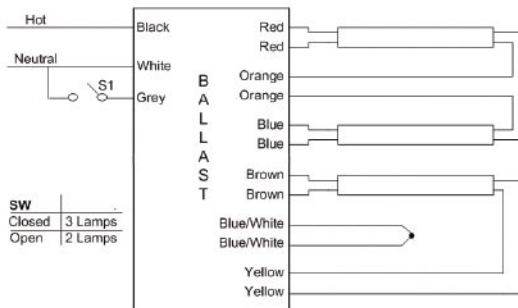 Hot
Black
Neutral
White
S1
Grey
BALLAST
Red
Red
Orange
Orange
Blue
Blue
Brown
Brown
Blue/White
Blue/White
Yellow
Yellow
SW
Closed 3 Lamps
Open 2 Lamps